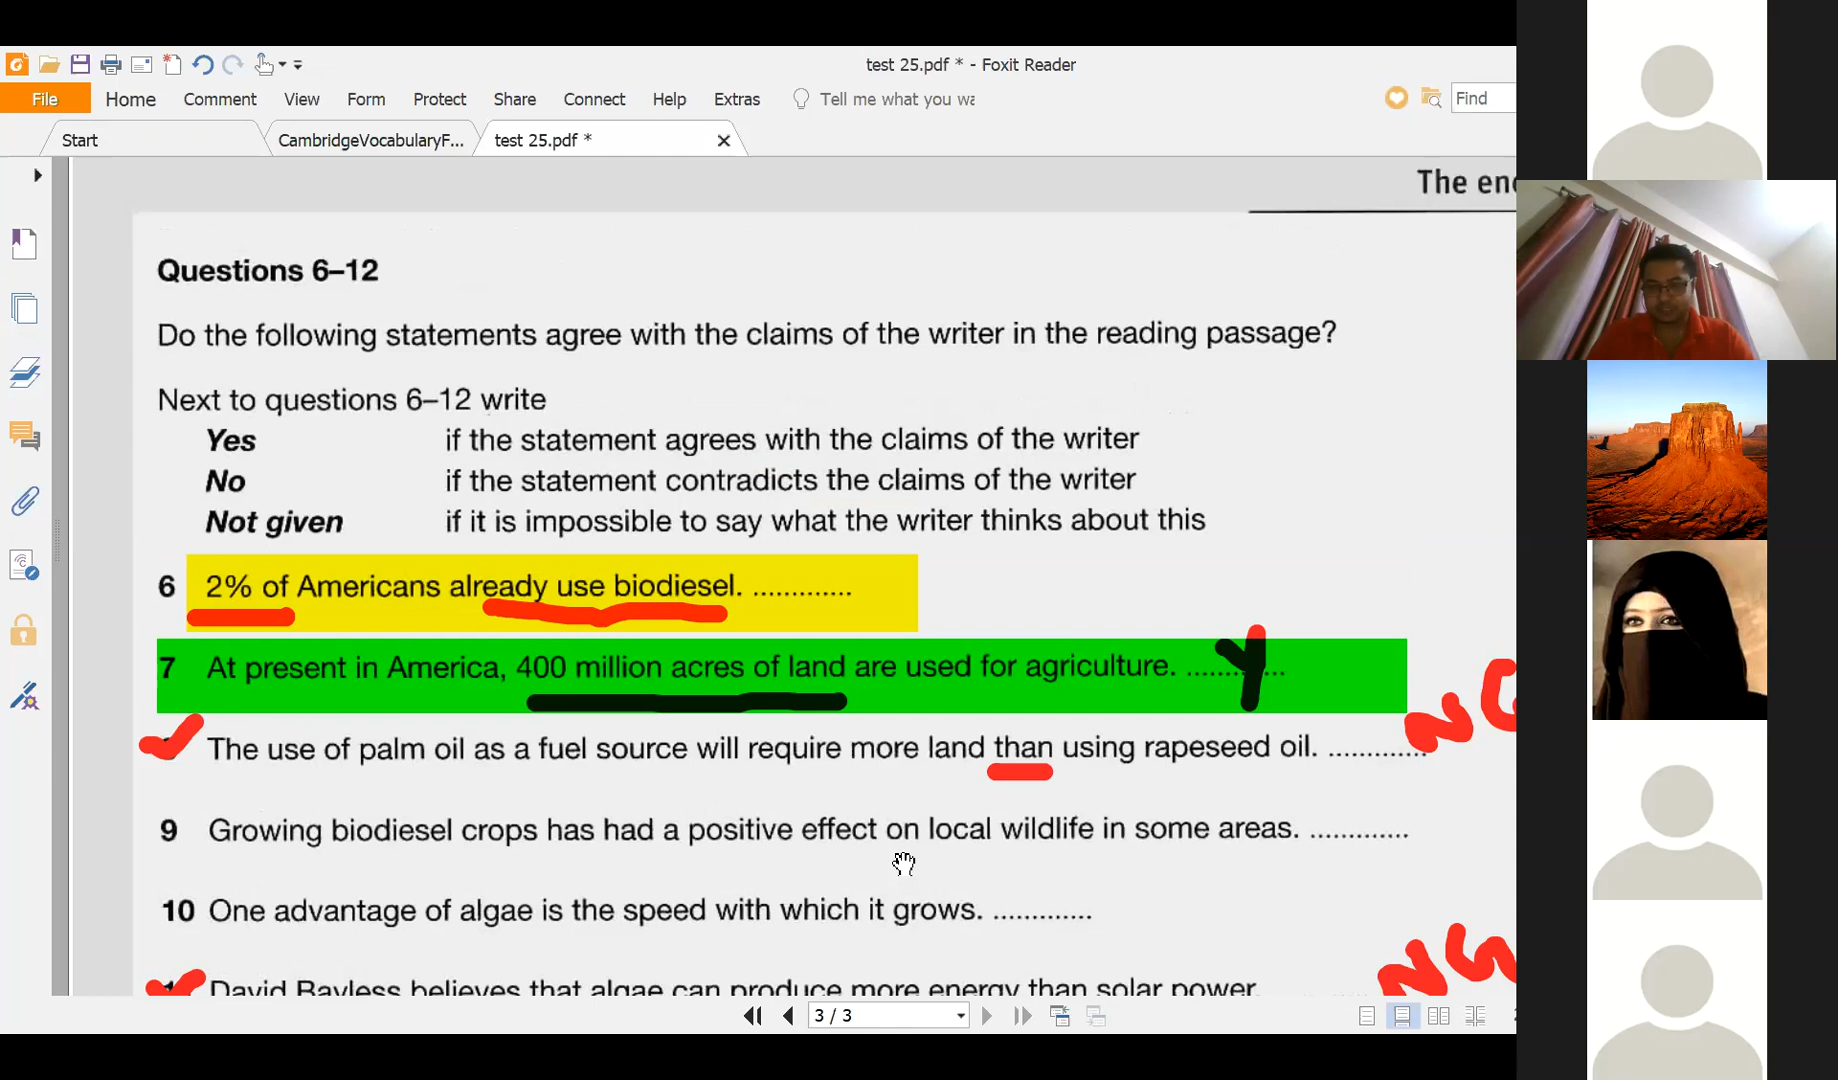 test 25.pdf * - Foxit Reader
File Home Comment View Form Protect Share Connect Help Extras Tell me what you wa Find
Start CambridgeVocabularyF... test 25.pdf *
The en
Questions 6–12
Do the following statements agree with the claims of the writer in the reading passage?
Next to questions 6–12 write
Yes if the statement agrees with the claims of the writer
No if the statement contradicts the claims of the writer
Not given if it is impossible to say what the writer thinks about this
6 2% of Americans already use biodiesel. .............
7 At present in America, 400 million acres of land are used for agriculture. ............. Y
The use of palm oil as a fuel source will require more land than using rapeseed oil. ............. NG
9 Growing biodiesel crops has had a positive effect on local wildlife in some areas. .............
10 One advantage of algae is the speed with which it grows. .............
David Bayless believes that algae can produce more energy than solar power. NG
3 / 3